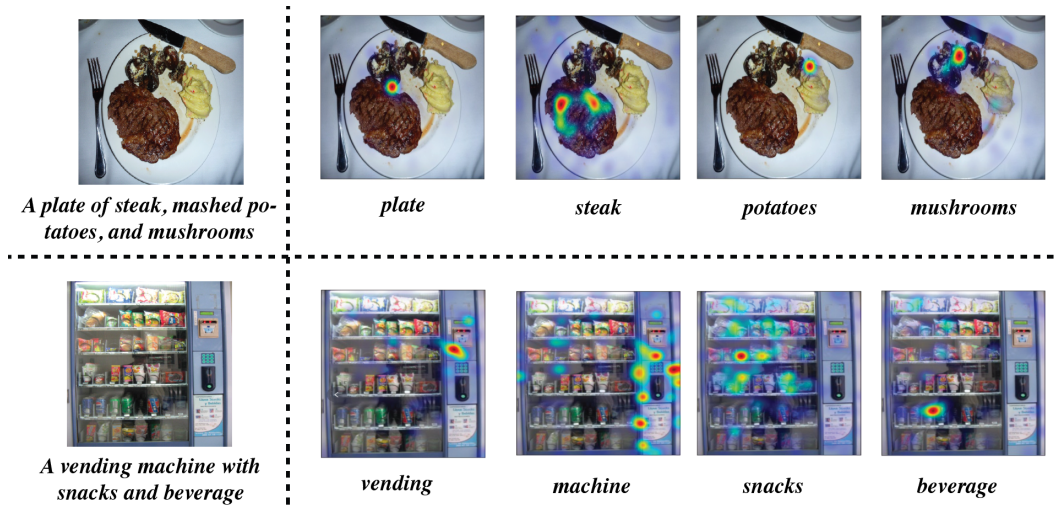 A plate of steak, mashed po-
tatoes, and mushrooms
plate
steak
potatoes
mushrooms
A vending machine with
snacks and beverage
vending
machine
snacks
beverage